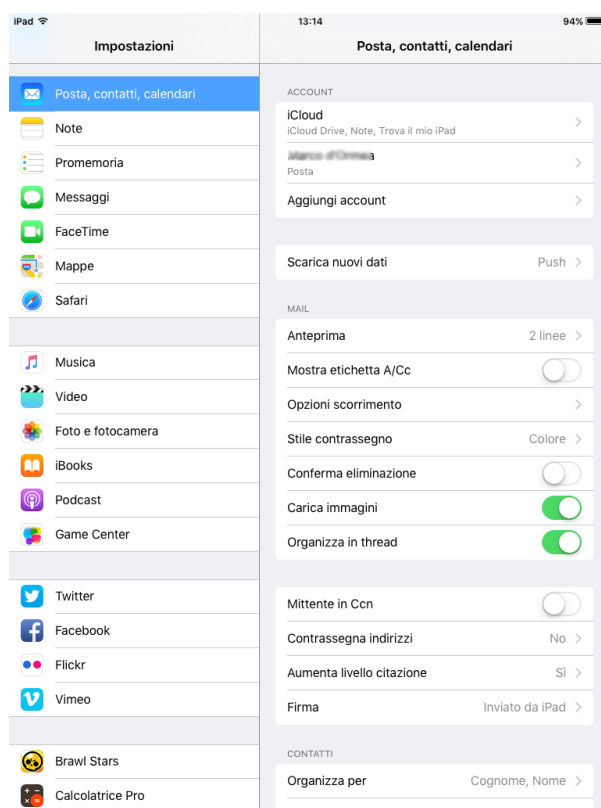 iPad 13:14 94%
Impostazioni
Posta, contatti, calendari
Note
Promemoria
Messaggi
FaceTime
Mappe
Safari
Musica
Video
Foto e fotocamera
iBooks
Podcast
Game Center
Twitter
Facebook
Flickr
Vimeo
Brawl Stars
Calcolatrice Pro
Posta, contatti, calendari
ACCOUNT
iCloud
iCloud Drive, Note, Trova il mio iPad
Posta
Aggiungi account
Scarica nuovi dati Push
MAIL
Anteprima 2 linee
Mostra etichetta A/Cc
Opzioni scorrimento
Stile contrassegno Colore
Conferma eliminazione
Carica immagini
Organizza in thread
Mittente in Ccn
Contrassegna indirizzi No
Aumenta livello citazione Sì
Firma Inviato da iPad
CONTATTI
Organizza per Cognome, Nome